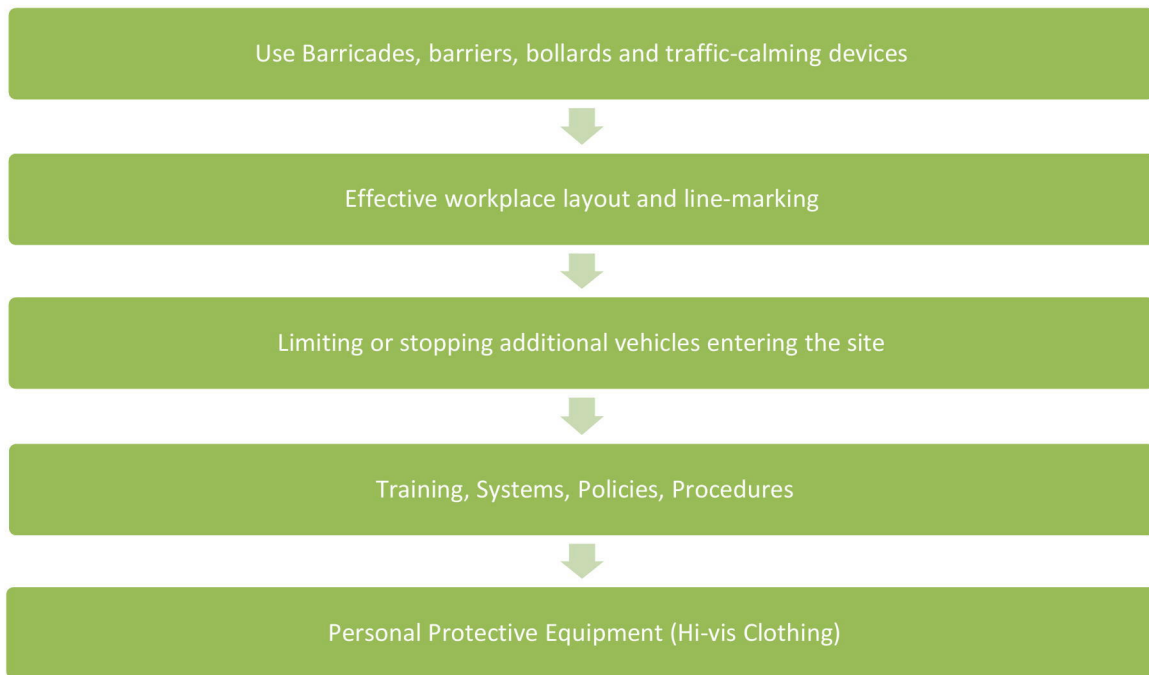 Use Barricades, barriers, bollards and traffic-calming devices
Effective workplace layout and line-marking
Limiting or stopping additional vehicles entering the site
Training, Systems, Policies, Procedures
Personal Protective Equipment (Hi-vis Clothing)